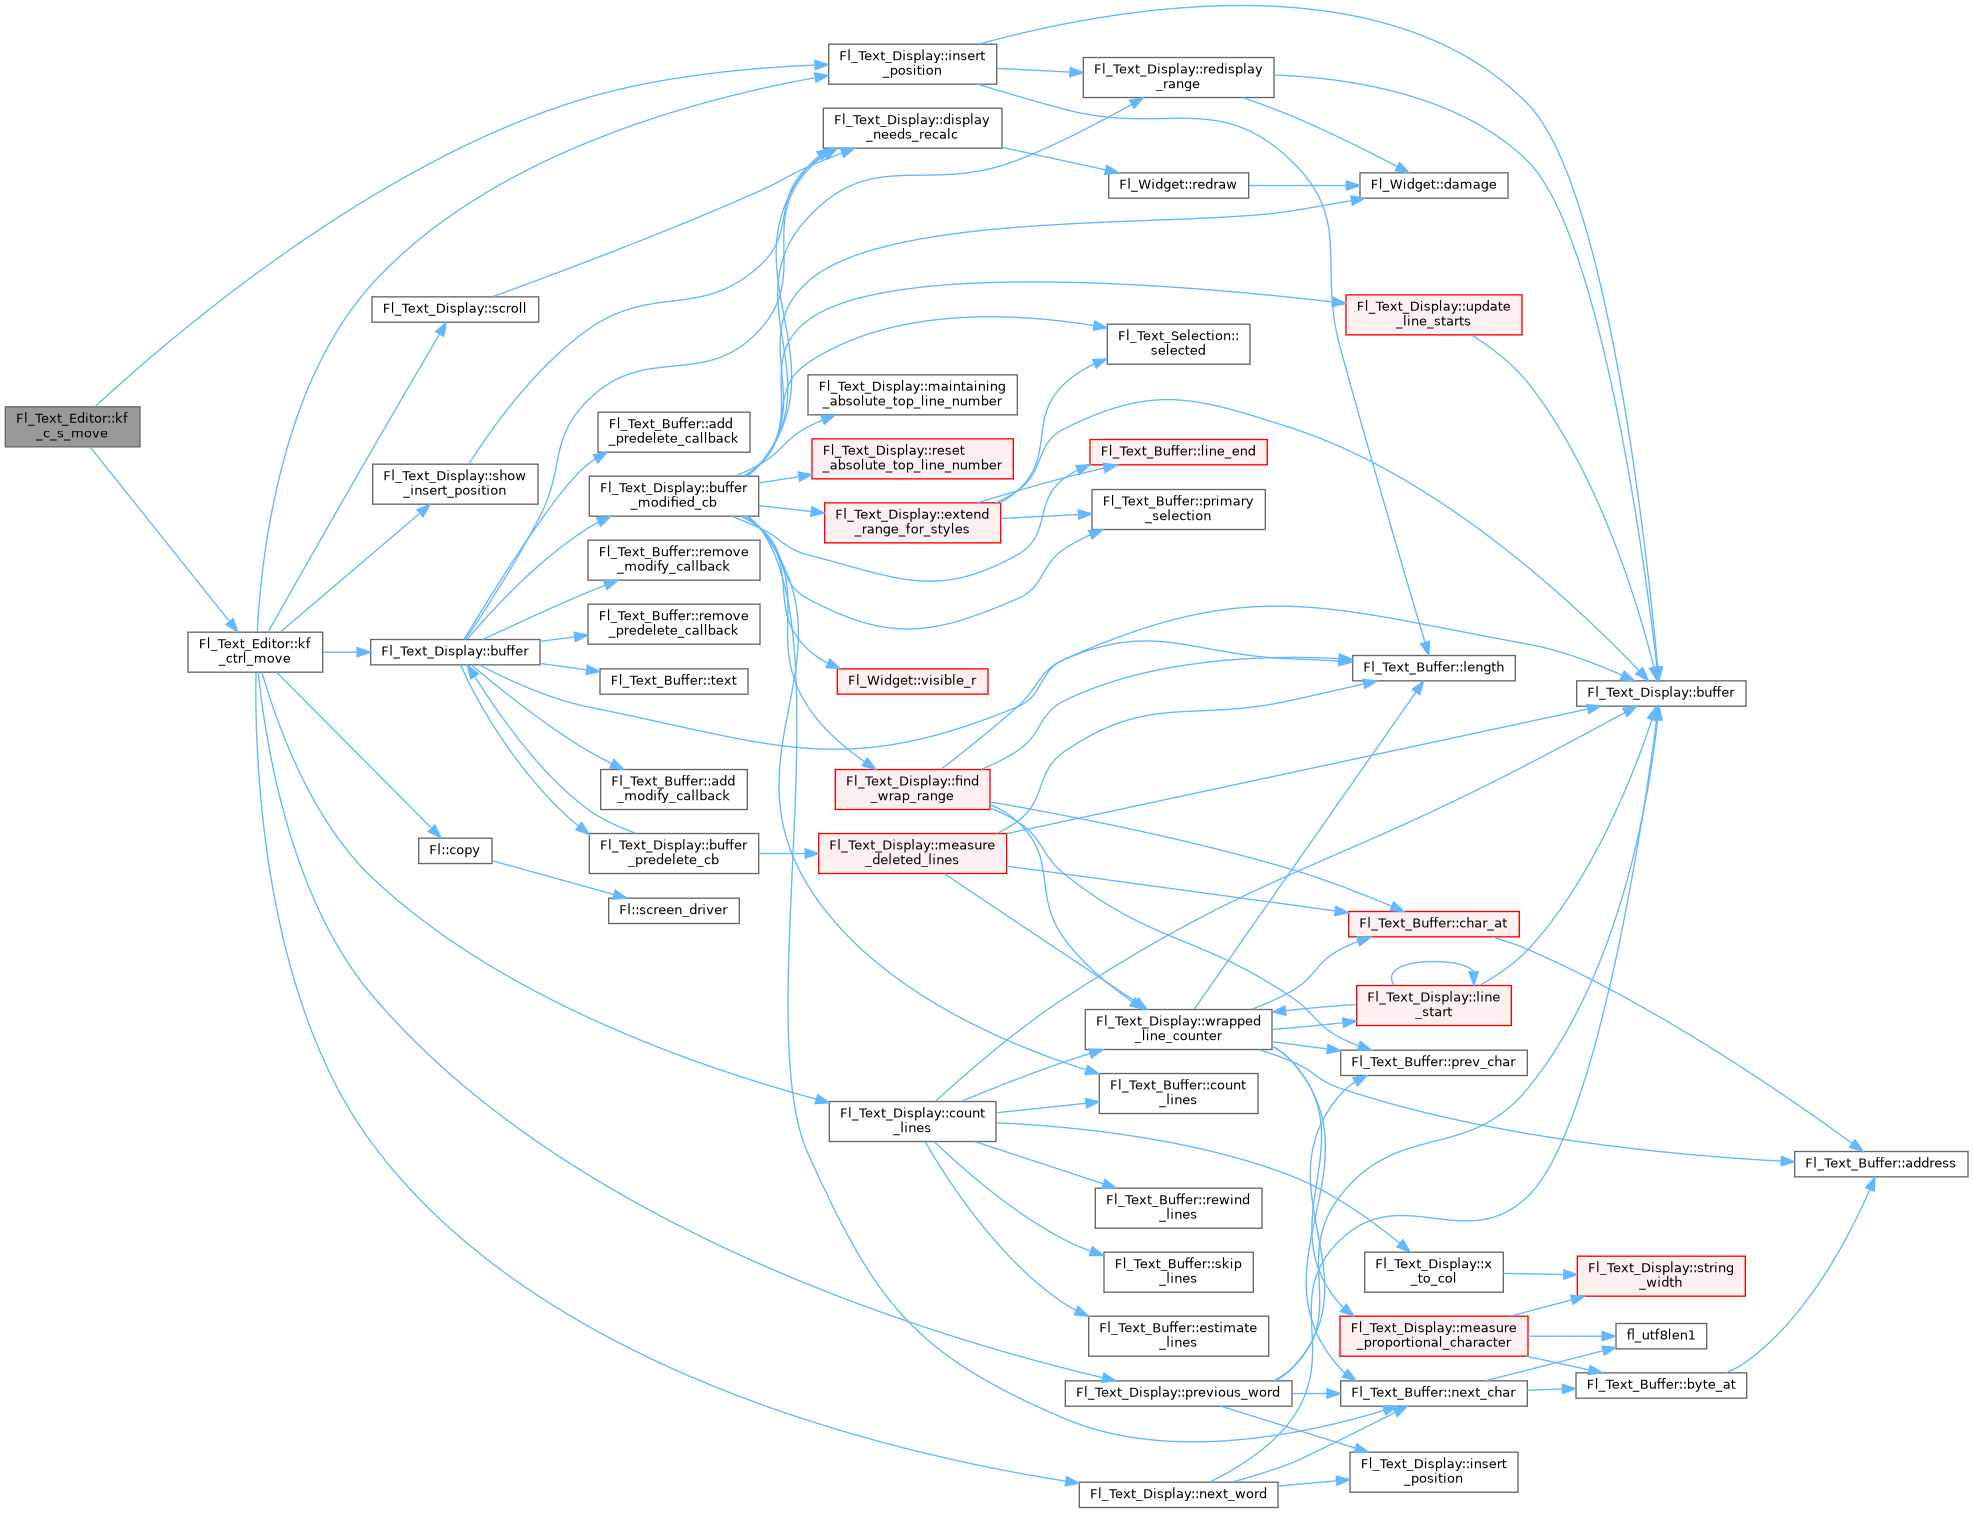 Fl_Text_Editor::kf
_c_s_move
Fl_Text_Editor::kf
_ctrl_move
Fl_Text_Display::scroll
Fl_Text_Display::show
_insert_position
Fl_Text_Display::buffer
Fl::copy
Fl_Text_Buffer::add
_predelete_callback
Fl_Text_Display::buffer
_modified_cb
Fl_Text_Buffer::remove
_modify_callback
Fl_Text_Buffer::remove
_predelete_callback
Fl_Text_Buffer::text
Fl_Text_Buffer::add
_modify_callback
Fl_Text_Display::buffer
_predelete_cb
Fl::screen_driver
Fl_Text_Display::insert
_position
Fl_Text_Display::display
_needs_recalc
Fl_Text_Display::maintaining
_absolute_top_line_number
Fl_Text_Display::reset
_absolute_top_line_number
Fl_Text_Display::extend
_range_for_styles
Fl_Widget::visible_r
Fl_Text_Display::find
_wrap_range
Fl_Text_Display::measure
_deleted_lines
Fl_Text_Display::count
_lines
Fl_Text_Display::redisplay
_range
Fl_Widget::redraw
Fl_Text_Selection::
selected
Fl_Text_Buffer::line_end
Fl_Text_Buffer::primary
_selection
Fl_Text_Display::wrapped
_line_counter
Fl_Text_Buffer::count
_lines
Fl_Text_Buffer::rewind
_lines
Fl_Text_Buffer::skip
_lines
Fl_Text_Buffer::estimate
_lines
Fl_Text_Display::previous_word
Fl_Text_Display::next_word
Fl_Widget::damage
Fl_Text_Display::update
_line_starts
Fl_Text_Buffer::length
Fl_Text_Buffer::char_at
Fl_Text_Display::line
_start
Fl_Text_Buffer::prev_char
Fl_Text_Display::x
_to_col
Fl_Text_Display::measure
_proportional_character
Fl_Text_Buffer::next_char
Fl_Text_Display::insert
_position
Fl_Text_Display::buffer
Fl_Text_Display::string
_width
fl_utf8len1
Fl_Text_Buffer::byte_at
Fl_Text_Buffer::address